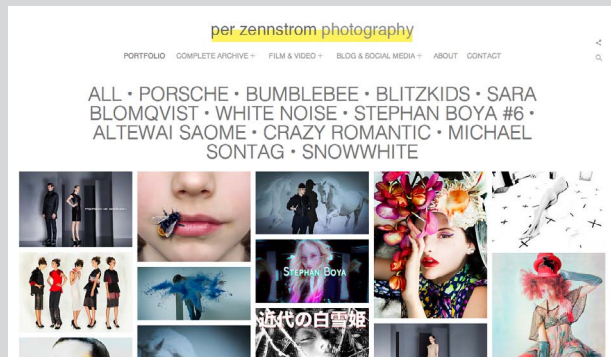 per zennstrom photography
PORTFOLIO COMPLETE ARCHIVE + FILM & VIDEO + BLOG & SOCIAL MEDIA + ABOUT CONTACT
ALL • PORSCHE • BUMBLEBEE • BLITZKIDS • SARA
BLOMQVIST • WHITE NOISE • STEPHAN BOYA #6 •
ALTEWAI SAOME • CRAZY ROMANTIC • MICHAEL
SONTAG • SNOWWHITE
STEPHAN BOYA
近代の白雪姫